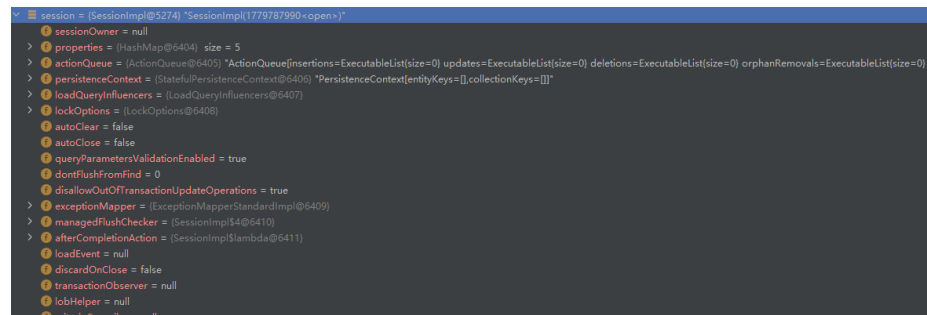 session = {SessionImpl@5274} "SessionImpl(1779787990<open>)"
f sessionOwner = null
f properties = {HashMap@6404} size = 5
f actionQueue = {ActionQueue@6405} "ActionQueue[insertions=ExecutableList{size=0} updates=ExecutableList{size=0} deletions=ExecutableList{size=0} orphanRemovals=ExecutableList{size=0}
f persistenceContext = {StatefulPersistenceContext@6406} "PersistenceContext[entityKeys=[],collectionKeys=[]]"
f loadQueryInfluencers = {LoadQueryInfluencers@6407}
f lockOptions = {LockOptions@6408}
f autoClear = false
f autoClose = false
f queryParametersValidationEnabled = true
f dontFlushFromFind = 0
f disallowOutOfTransactionUpdateOperations = true
f exceptionMapper = {ExceptionMapperStandardImpl@6409}
f managedFlushChecker = {SessionImpl$4@6410}
f afterCompletionAction = {SessionImpl$lambda@6411}
f loadEvent = null
f discardOnClose = false
f transactionObserver = null
f lobHelper = null